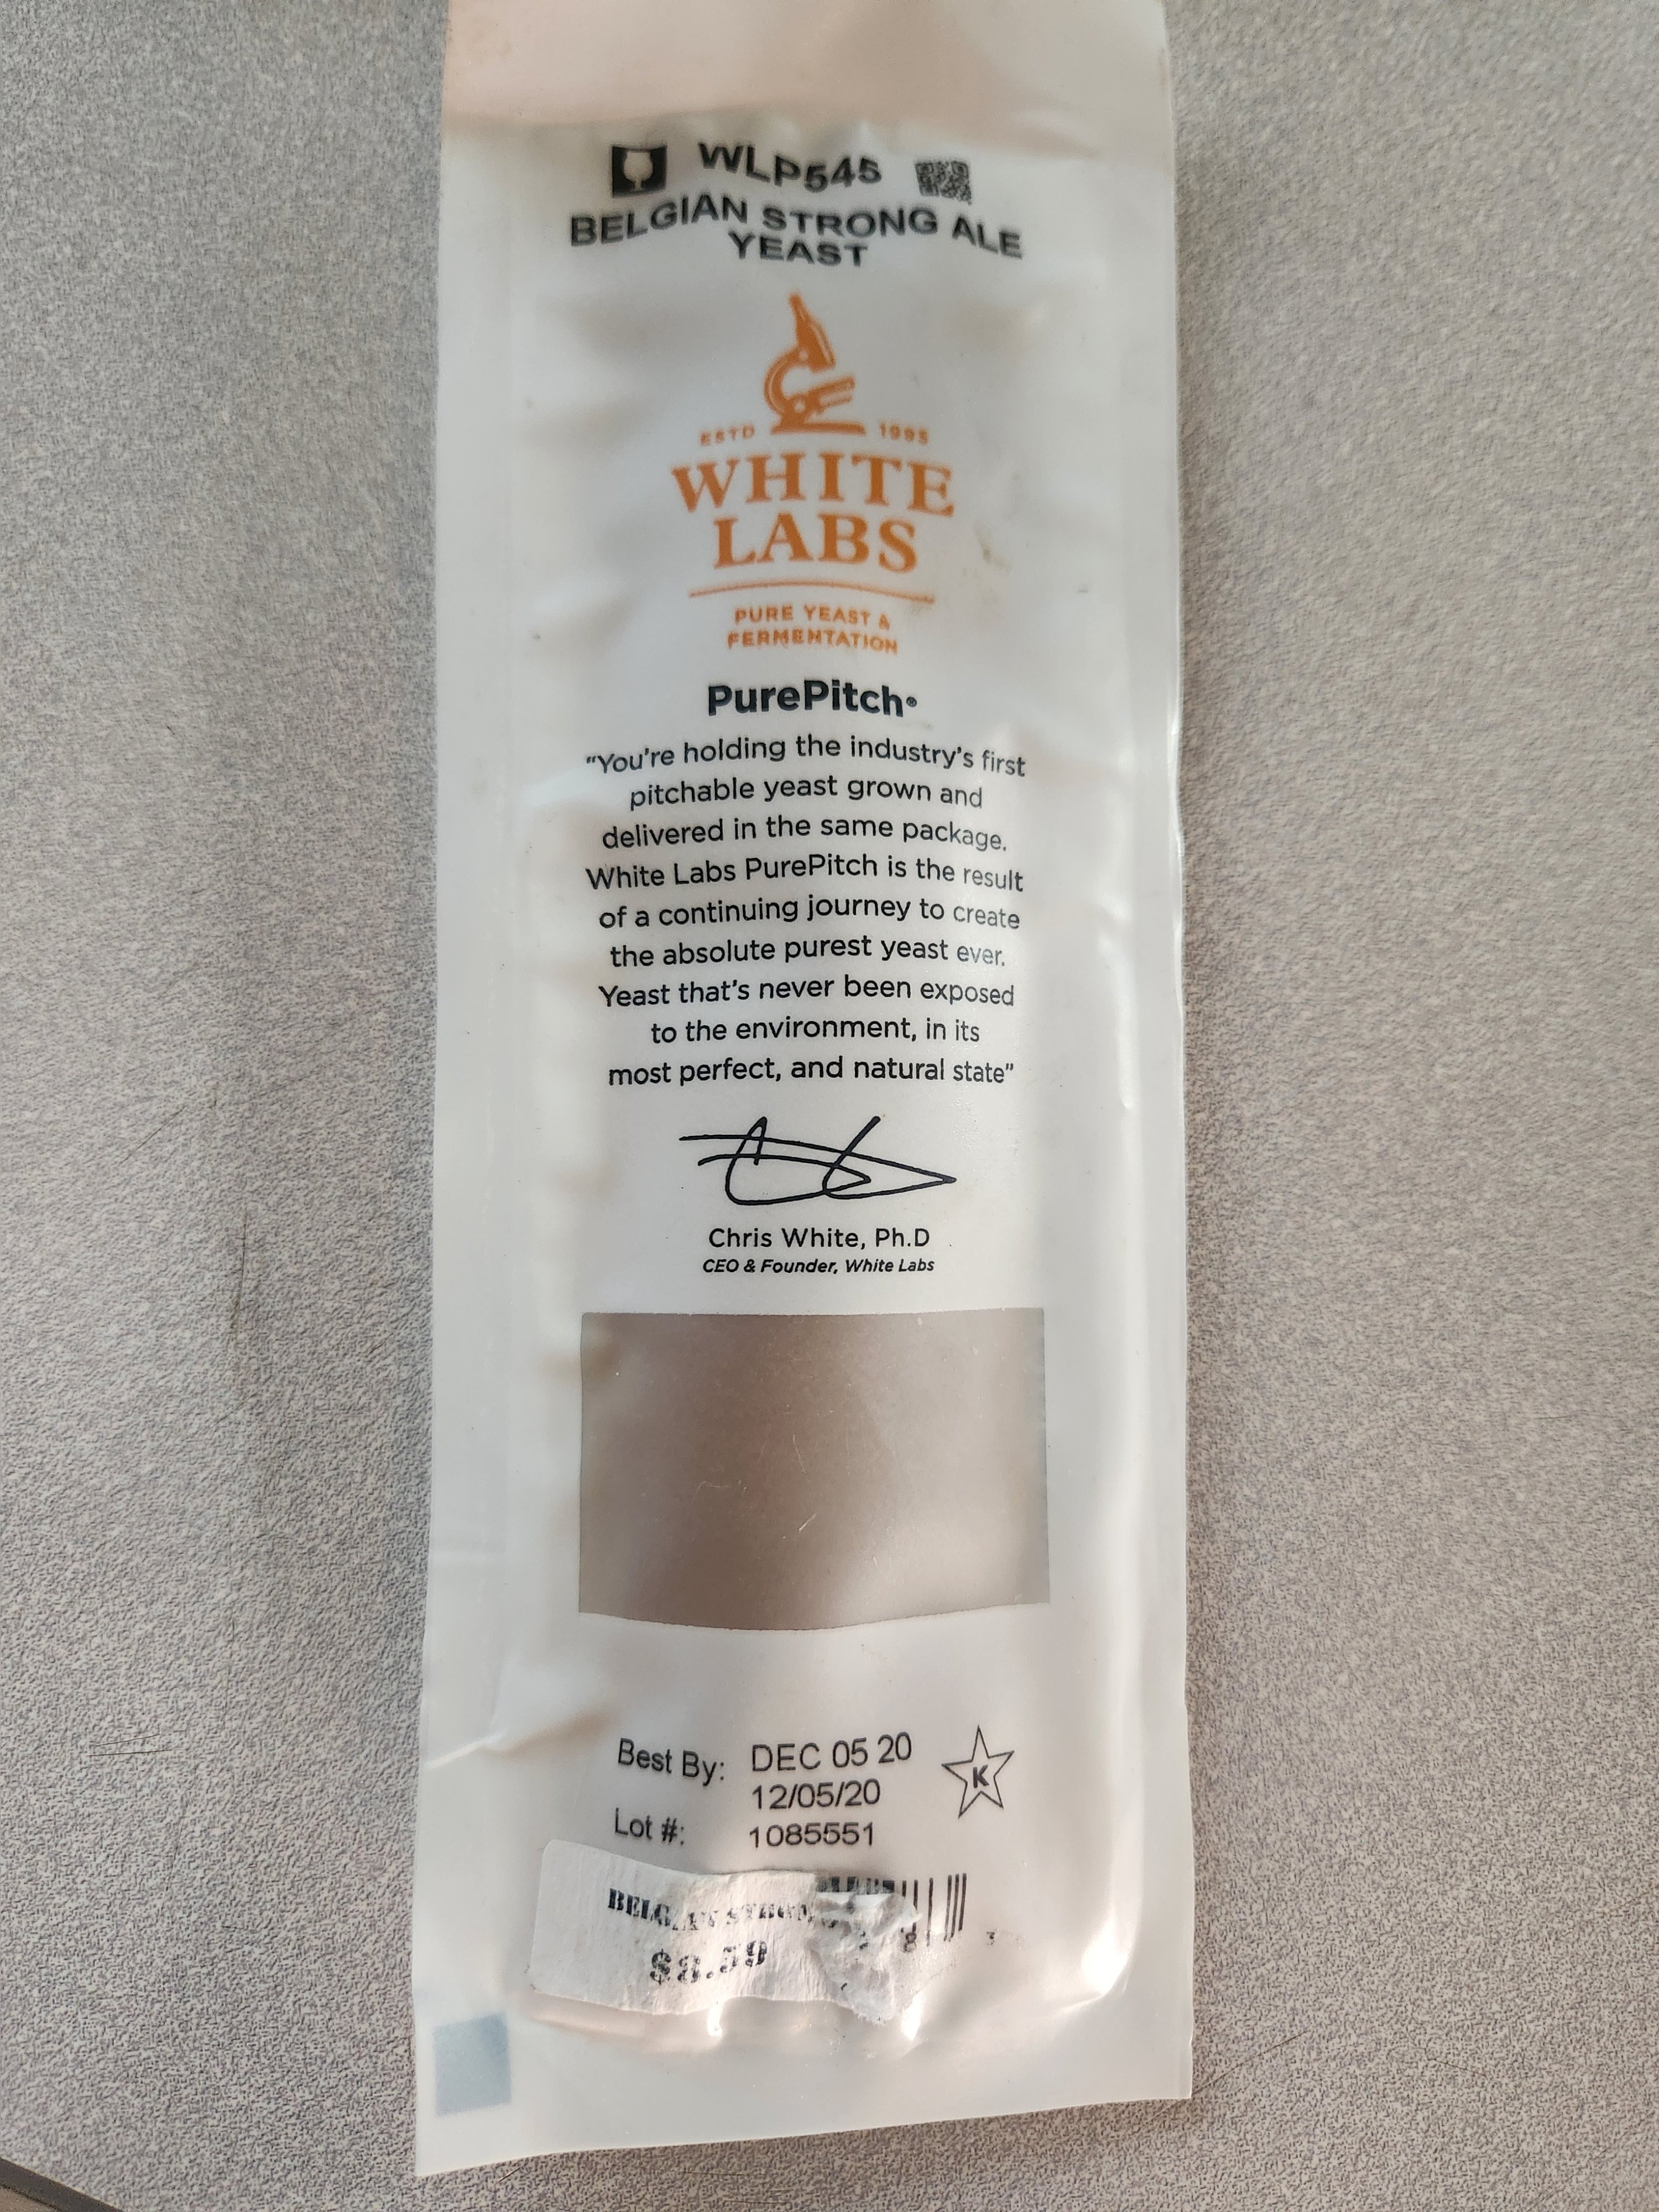 WLP545
BELGIAN STRONG ALE
YEAST
ESTD 1995
WHITE
LABS
PURE YEAST &
FERMENTATION
PurePitch®
"You're holding the industry's first
pitchable yeast grown and
delivered in the same package.
White Labs PurePitch is the result
of a continuing journey to create
the absolute purest yeast ever.
Yeast that's never been exposed
to the environment, in its
most perfect, and natural state"
Chris White, Ph.D
CEO & Founder, White Labs
Best By: DEC 05 20
12/05/20
K
Lot #: 1085551
BELGIAN STRONG
$8.59